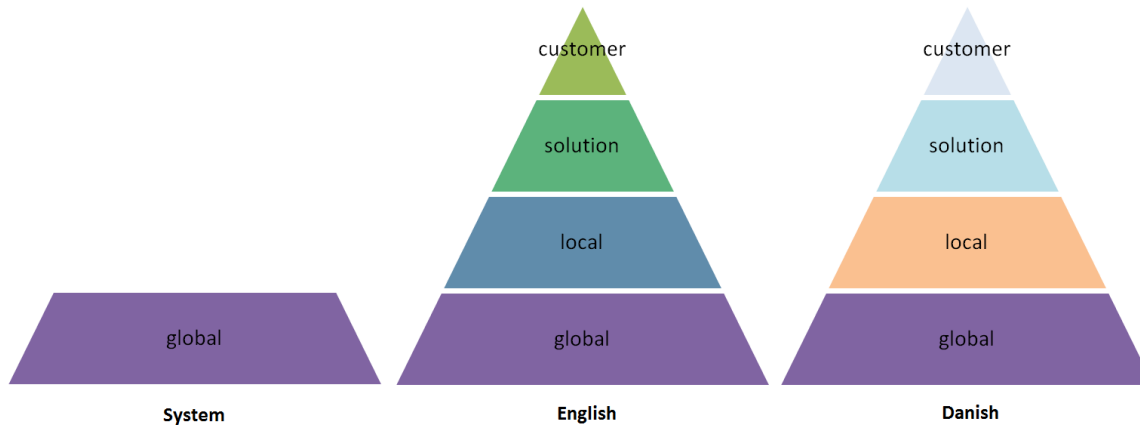 customer
customer
solution
solution
local
local
global
global
global
System
English
Danish